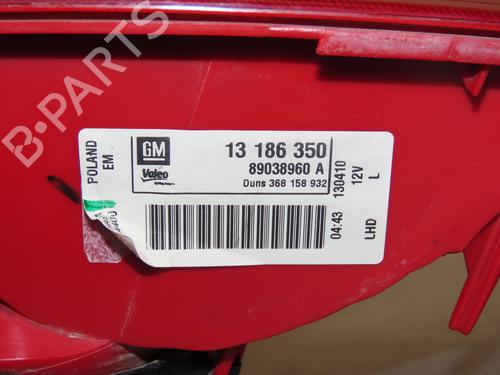 B-PARTS
POLAND
EM
GM
Valeo
13 186 350
89038960 A
Duns 368 158 932
04:43 130410
12V L
LHD